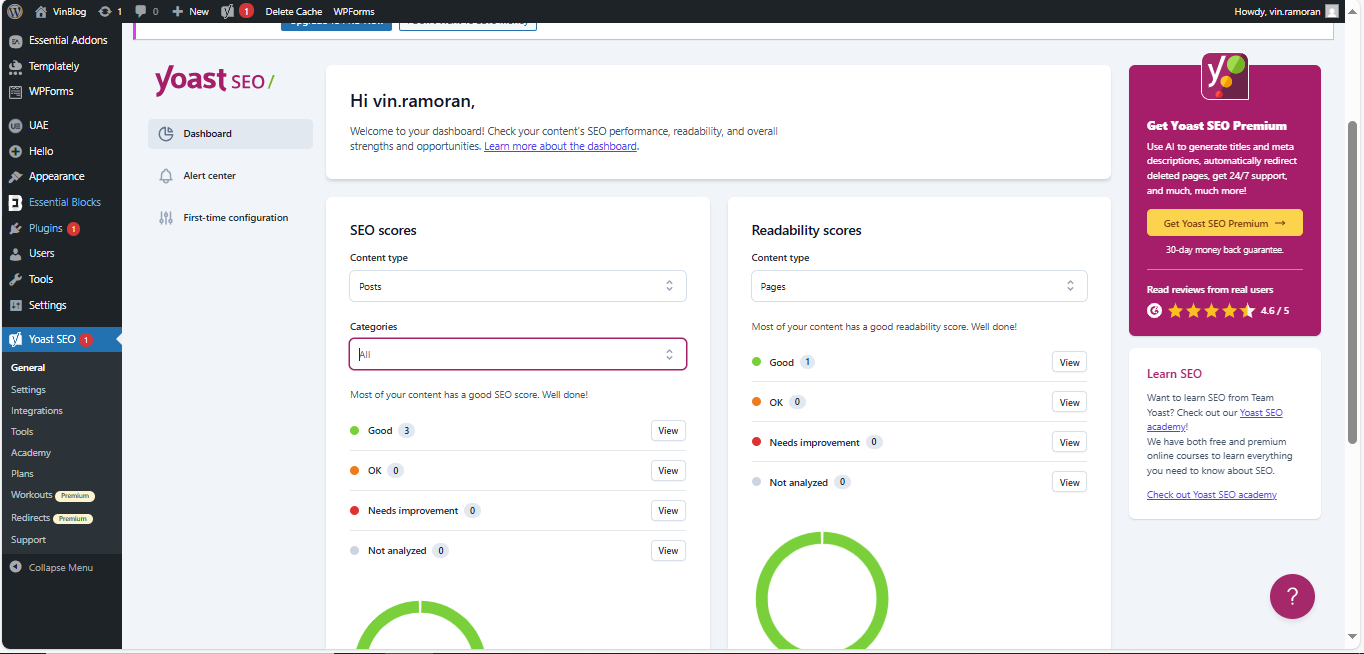 VinBlog
1
0
New
1
Delete Cache
WPForms
Howdy, vin.ramoran
Essential Addons
Templately
WPForms
UAE
Hello
Appearance
Essential Blocks
Plugins 1
Users
Tools
Settings
Yoast SEO 1
General
Settings
Integrations
Tools
Academy
Plans
Workouts Premium
Redirects Premium
Support
Collapse Menu
yoast SEO/
Dashboard
Alert center
First-time configuration
Hi vin.ramoran,
Welcome to your dashboard! Check your content's SEO performance, readability, and overall
strengths and opportunities. Learn more about the dashboard.
SEO scores
Content type
Posts
Categories
All
Most of your content has a good SEO score. Well done!
Good 3 View
OK 0 View
Needs improvement 0 View
Not analyzed 0 View
Readability scores
Content type
Pages
Most of your content has a good readability score. Well done!
Good 1 View
OK 0 View
Needs improvement 0 View
Not analyzed 0 View
y
Get Yoast SEO Premium
Use AI to generate titles and meta
descriptions, automatically redirect
deleted pages, get 24/7 support,
and much, much more!
Get Yoast SEO Premium →
30-day money back guarantee.
Read reviews from real users
4.6 / 5
Learn SEO
Want to learn SEO from Team
Yoast? Check out our Yoast SEO
academy!
We have both free and premium
online courses to learn everything
you need to know about SEO.
Check out Yoast SEO academy
?